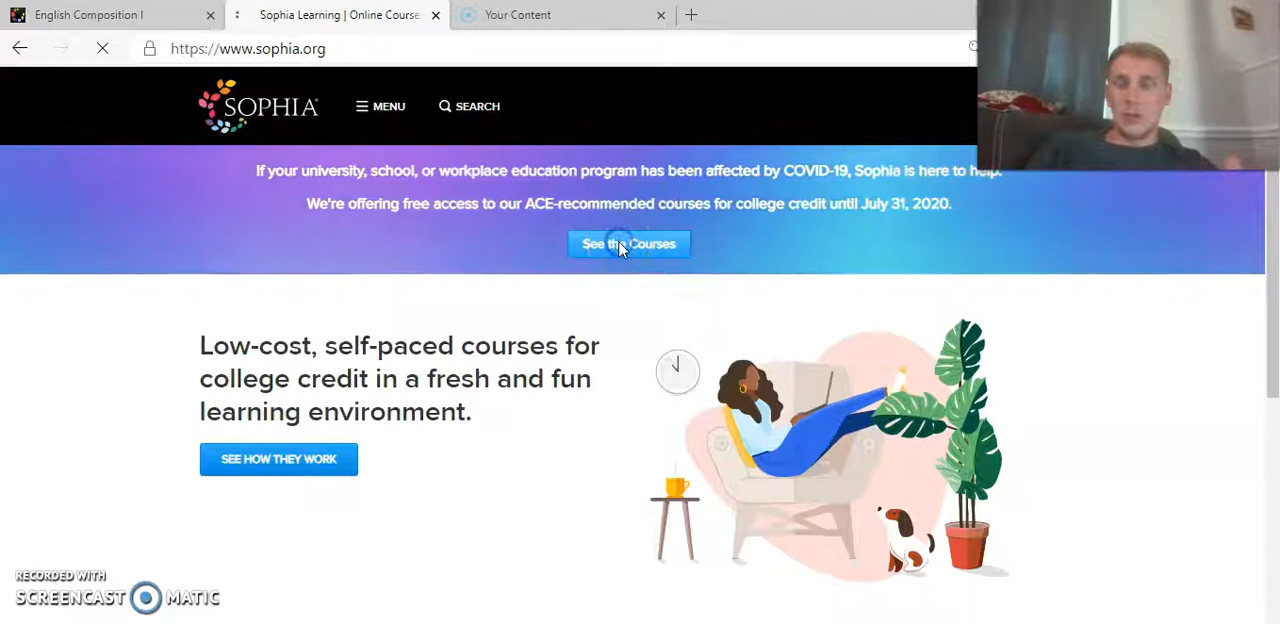 English Composition I
Sophia Learning | Online Course
Your Content
https://www.sophia.org
SOPHIA
MENU
SEARCH
If your university, school, or workplace education program has been affected by COVID-19, Sophia is here to help.
We're offering free access to our ACE-recommended courses for college credit until July 31, 2020.
See the Courses
Low-cost, self-paced courses for
college credit in a fresh and fun
learning environment.
SEE HOW THEY WORK
RECORDED WITH
SCREENCAST MATIC